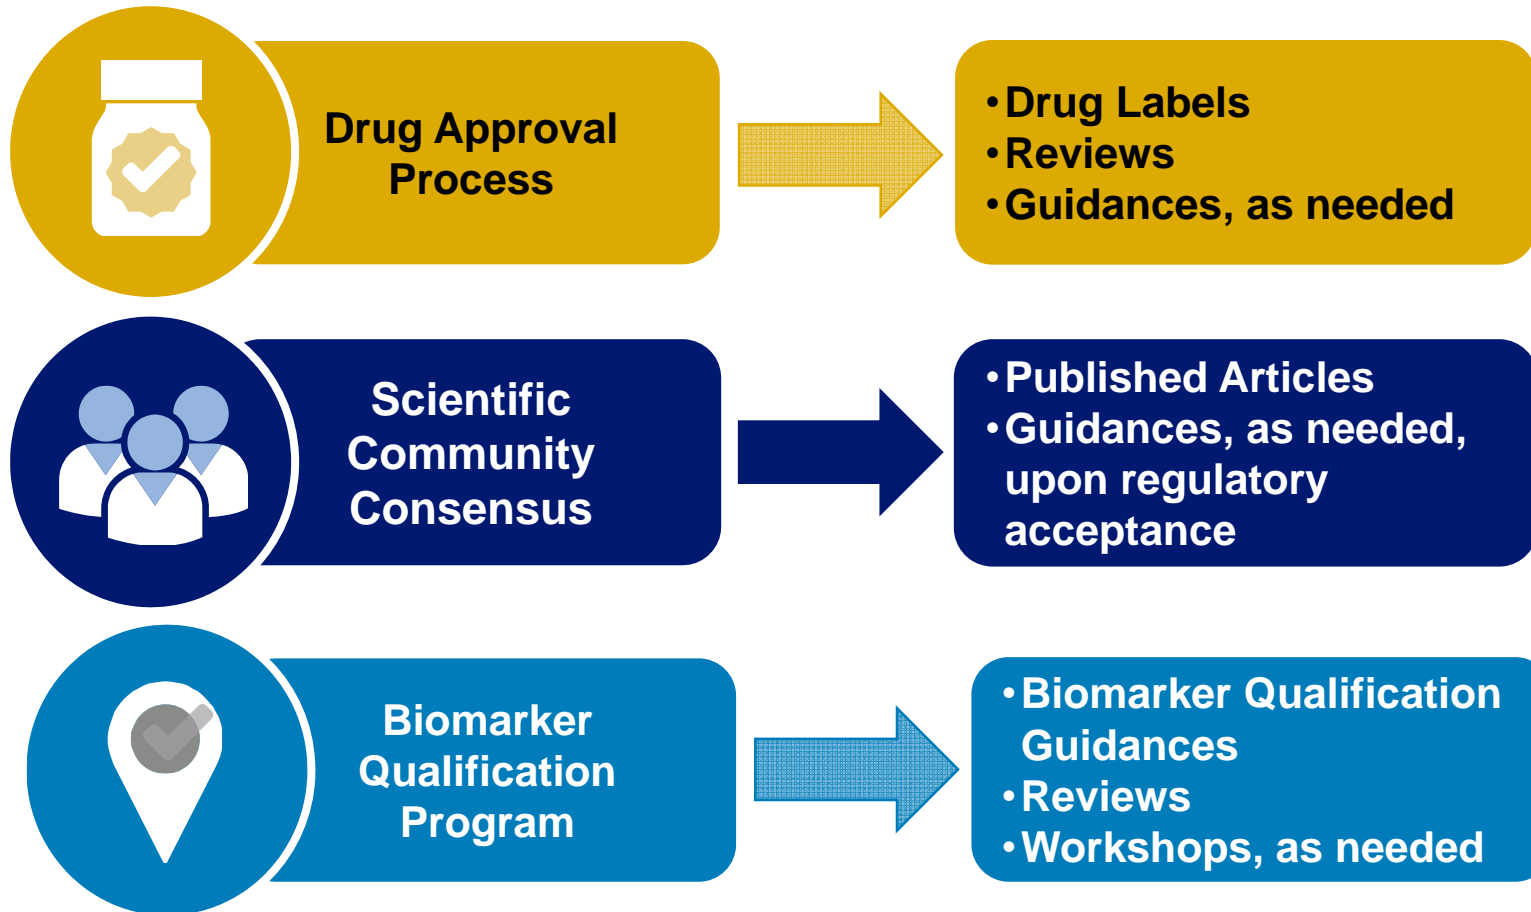 Drug Approval
Process
•Drug Labels
•Reviews
•Guidances, as needed
Scientific
Community
Consensus
•Published Articles
•Guidances, as needed,
upon regulatory
acceptance
Biomarker
Qualification
Program
•Biomarker Qualification
Guidances
•Reviews
•Workshops, as needed